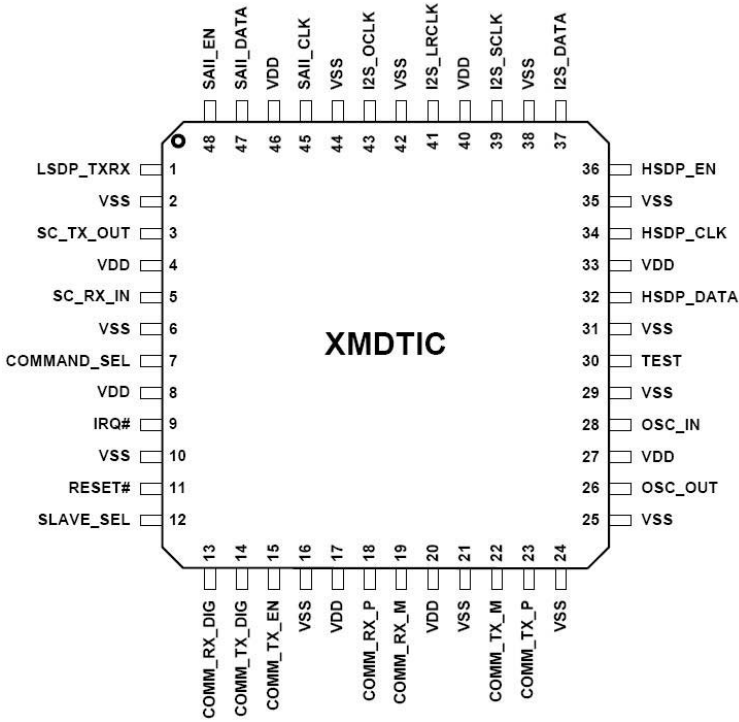 SAII_EN
SAII_DATA
VDD
SAII_CLK
VSS
I2S_OCLK
VSS
I2S_LRCLK
VDD
I2S_SCLK
VSS
I2S_DATA
48 47 46 45 44 43 42 41 40 39 38 37
LSDP_TXRX 1
VSS 2
SC_TX_OUT 3
VDD 4
SC_RX_IN 5
VSS 6
COMMAND_SEL 7
VDD 8
IRQ# 9
VSS 10
RESET# 11
SLAVE_SEL 12
XMDTIC
36 HSDP_EN
35 VSS
34 HSDP_CLK
33 VDD
32 HSDP_DATA
31 VSS
30 TEST
29 VSS
28 OSC_IN
27 VDD
26 OSC_OUT
25 VSS
13 14 15 16 17 18 19 20 21 22 23 24
COMM_RX_DIG
COMM_TX_DIG
COMM_TX_EN
VSS
VDD
COMM_RX_P
COMM_RX_M
VDD
VSS
COMM_TX_M
COMM_TX_P
VSS